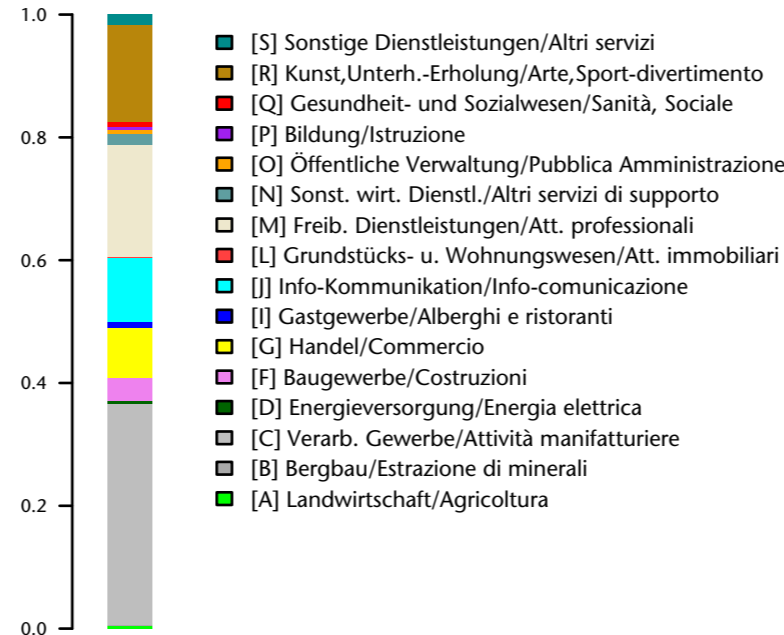 1.0
0.8
0.6
0.4
0.2
0.0
[S] Sonstige Dienstleistungen/Altri servizi
[R] Kunst,Unterh.-Erholung/Arte,Sport-divertimento
[Q] Gesundheit- und Sozialwesen/Sanità, Sociale
[P] Bildung/Istruzione
[O] Öffentliche Verwaltung/Pubblica Amministrazione
[N] Sonst. wirt. Dienstl./Altri servizi di supporto
[M] Freib. Dienstleistungen/Att. professionali
[L] Grundstücks- u. Wohnungswesen/Att. immobiliari
[J] Info-Kommunikation/Info-comunicazione
[I] Gastgewerbe/Alberghi e ristoranti
[G] Handel/Commercio
[F] Baugewerbe/Costruzioni
[D] Energieversorgung/Energia elettrica
[C] Verarb. Gewerbe/Attività manifatturiere
[B] Bergbau/Estrazione di minerali
[A] Landwirtschaft/Agricoltura